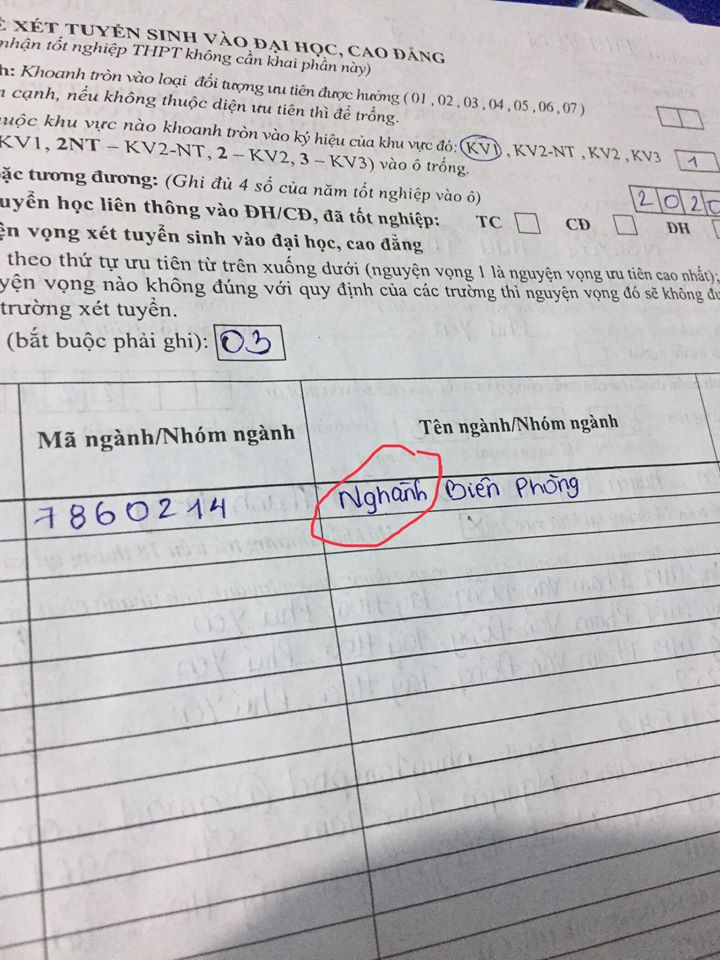 XÉT TUYỂN SINH VÀO ĐẠI HỌC, CAO ĐẲNG
nhận tốt nghiệp THPT không cần khai phần này)
h: Khoanh tròn vào loại đối tượng ưu tiên được hưởng (01, 02, 03, 04, 05, 06, 07)
cạnh, nếu không thuộc diện ưu tiên thì để trống.
uộc khu vực nào khoanh tròn vào ký hiệu của khu vực đó: KV1, KV2-NT, KV2, KV3 1
KV1, 2NT – KV2-NT, 2 – KV2, 3 – KV3) vào ô trống.
oặc tương đương: (Ghi đủ 4 số của năm tốt nghiệp vào ô) 2020
uyển học liên thông vào ĐH/CĐ, đã tốt nghiệp: TC CĐ ĐH
ện vọng xét tuyển sinh vào đại học, cao đẳng
theo thứ tự ưu tiên từ trên xuống dưới (nguyện vọng 1 là nguyện vọng ưu tiên cao nhất);
yện vọng nào không đúng với quy định của các trường thì nguyện vọng đó sẽ không đư
trường xét tuyển.
(bắt buộc phải ghi): 03
Mã ngành/Nhóm ngành Tên ngành/Nhóm ngành
7860214 Nghành Biên Phòng